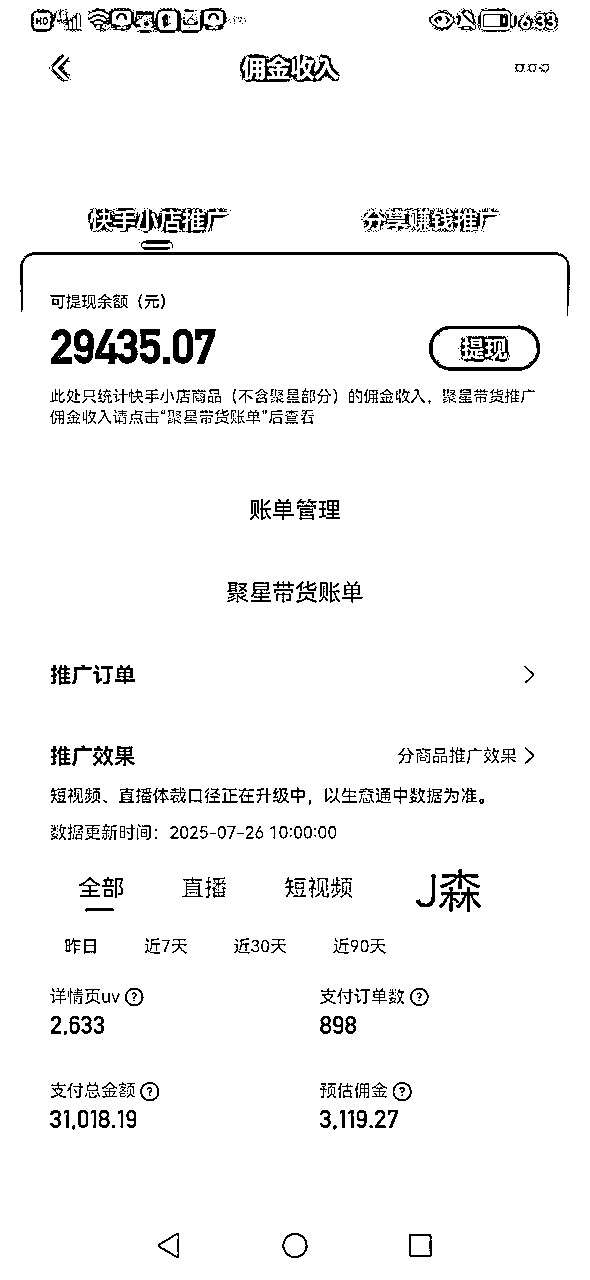 HD 6:33
佣金收入
快手小店推广 分享赚钱推广
可提现余额（元）
29435.07 提现
此处只统计快手小店商品（不含聚星部分）的佣金收入，聚星带货推广
佣金收入请点击“聚星带货账单”后查看
账单管理
聚星带货账单
推广订单
推广效果 分商品推广效果
短视频、直播体裁口径正在升级中，以生意通中数据为准。
数据更新时间：2025-07-26 10:00:00
全部 直播 短视频 J森
昨日 近7天 近30天 近90天
详情页uv ? 支付订单数 ?
2,633 898
支付总金额 ? 预估佣金 ?
31,018.19 3,119.27